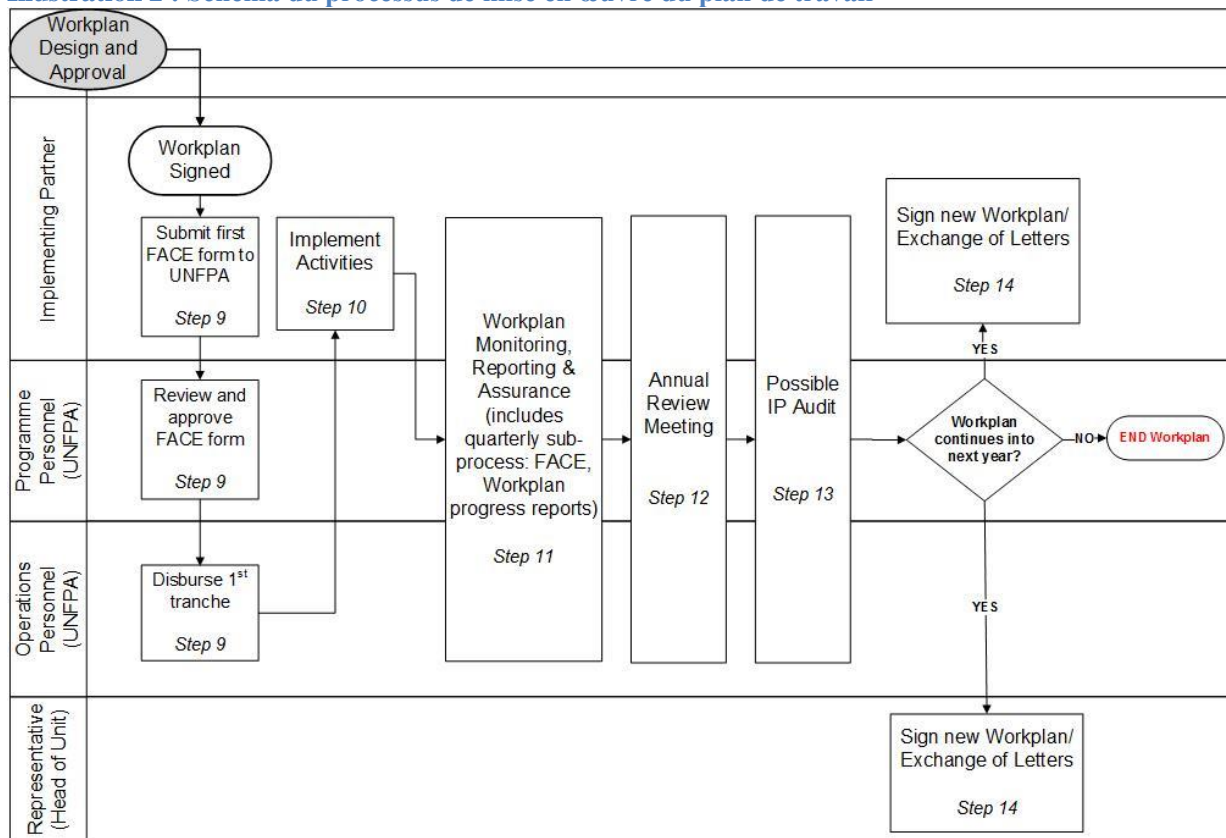 Illustration 2 : Schéma du processus de mise en œuvre du plan de travail
Workplan
Design and
Approval
Implementing Partner
Workplan
Signed
Submit first
FACE form to
UNFPA
Step 9
Implement
Activities
Step 10
Workplan
Monitoring,
Reporting &
Assurance
(includes
quarterly sub-
process: FACE,
Workplan
progress reports)
Step 11
Annual
Review
Meeting
Step 12
Possible
IP Audit
Step 13
Sign new Workplan/
Exchange of Letters
Step 14
YES
Programme
Personnel
(UNFPA)
Review and
approve
FACE form
Step 9
Workplan
continues into
next year?
NO
END Workplan
Operations
Personnel
(UNFPA)
Disburse 1st
tranche
Step 9
YES
Representative
(Head of Unit)
Sign new Workplan/
Exchange of Letters
Step 14